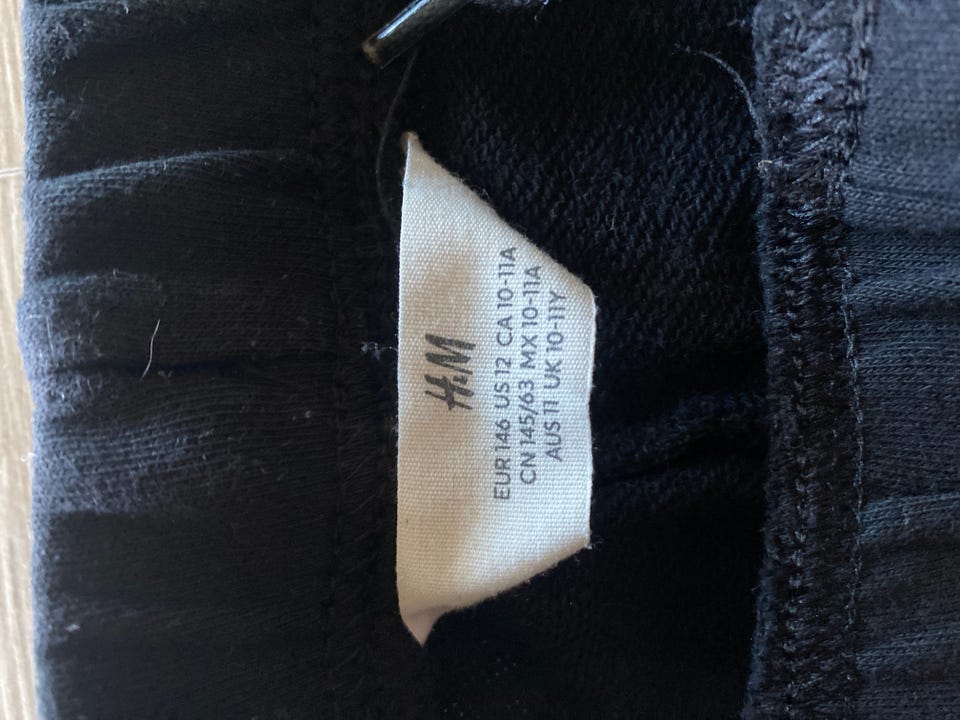 H&M
EUR 146 US 12 CA 10-11A
CN 145/63 MX 10-11A
AUS 11 UK 10-11Y